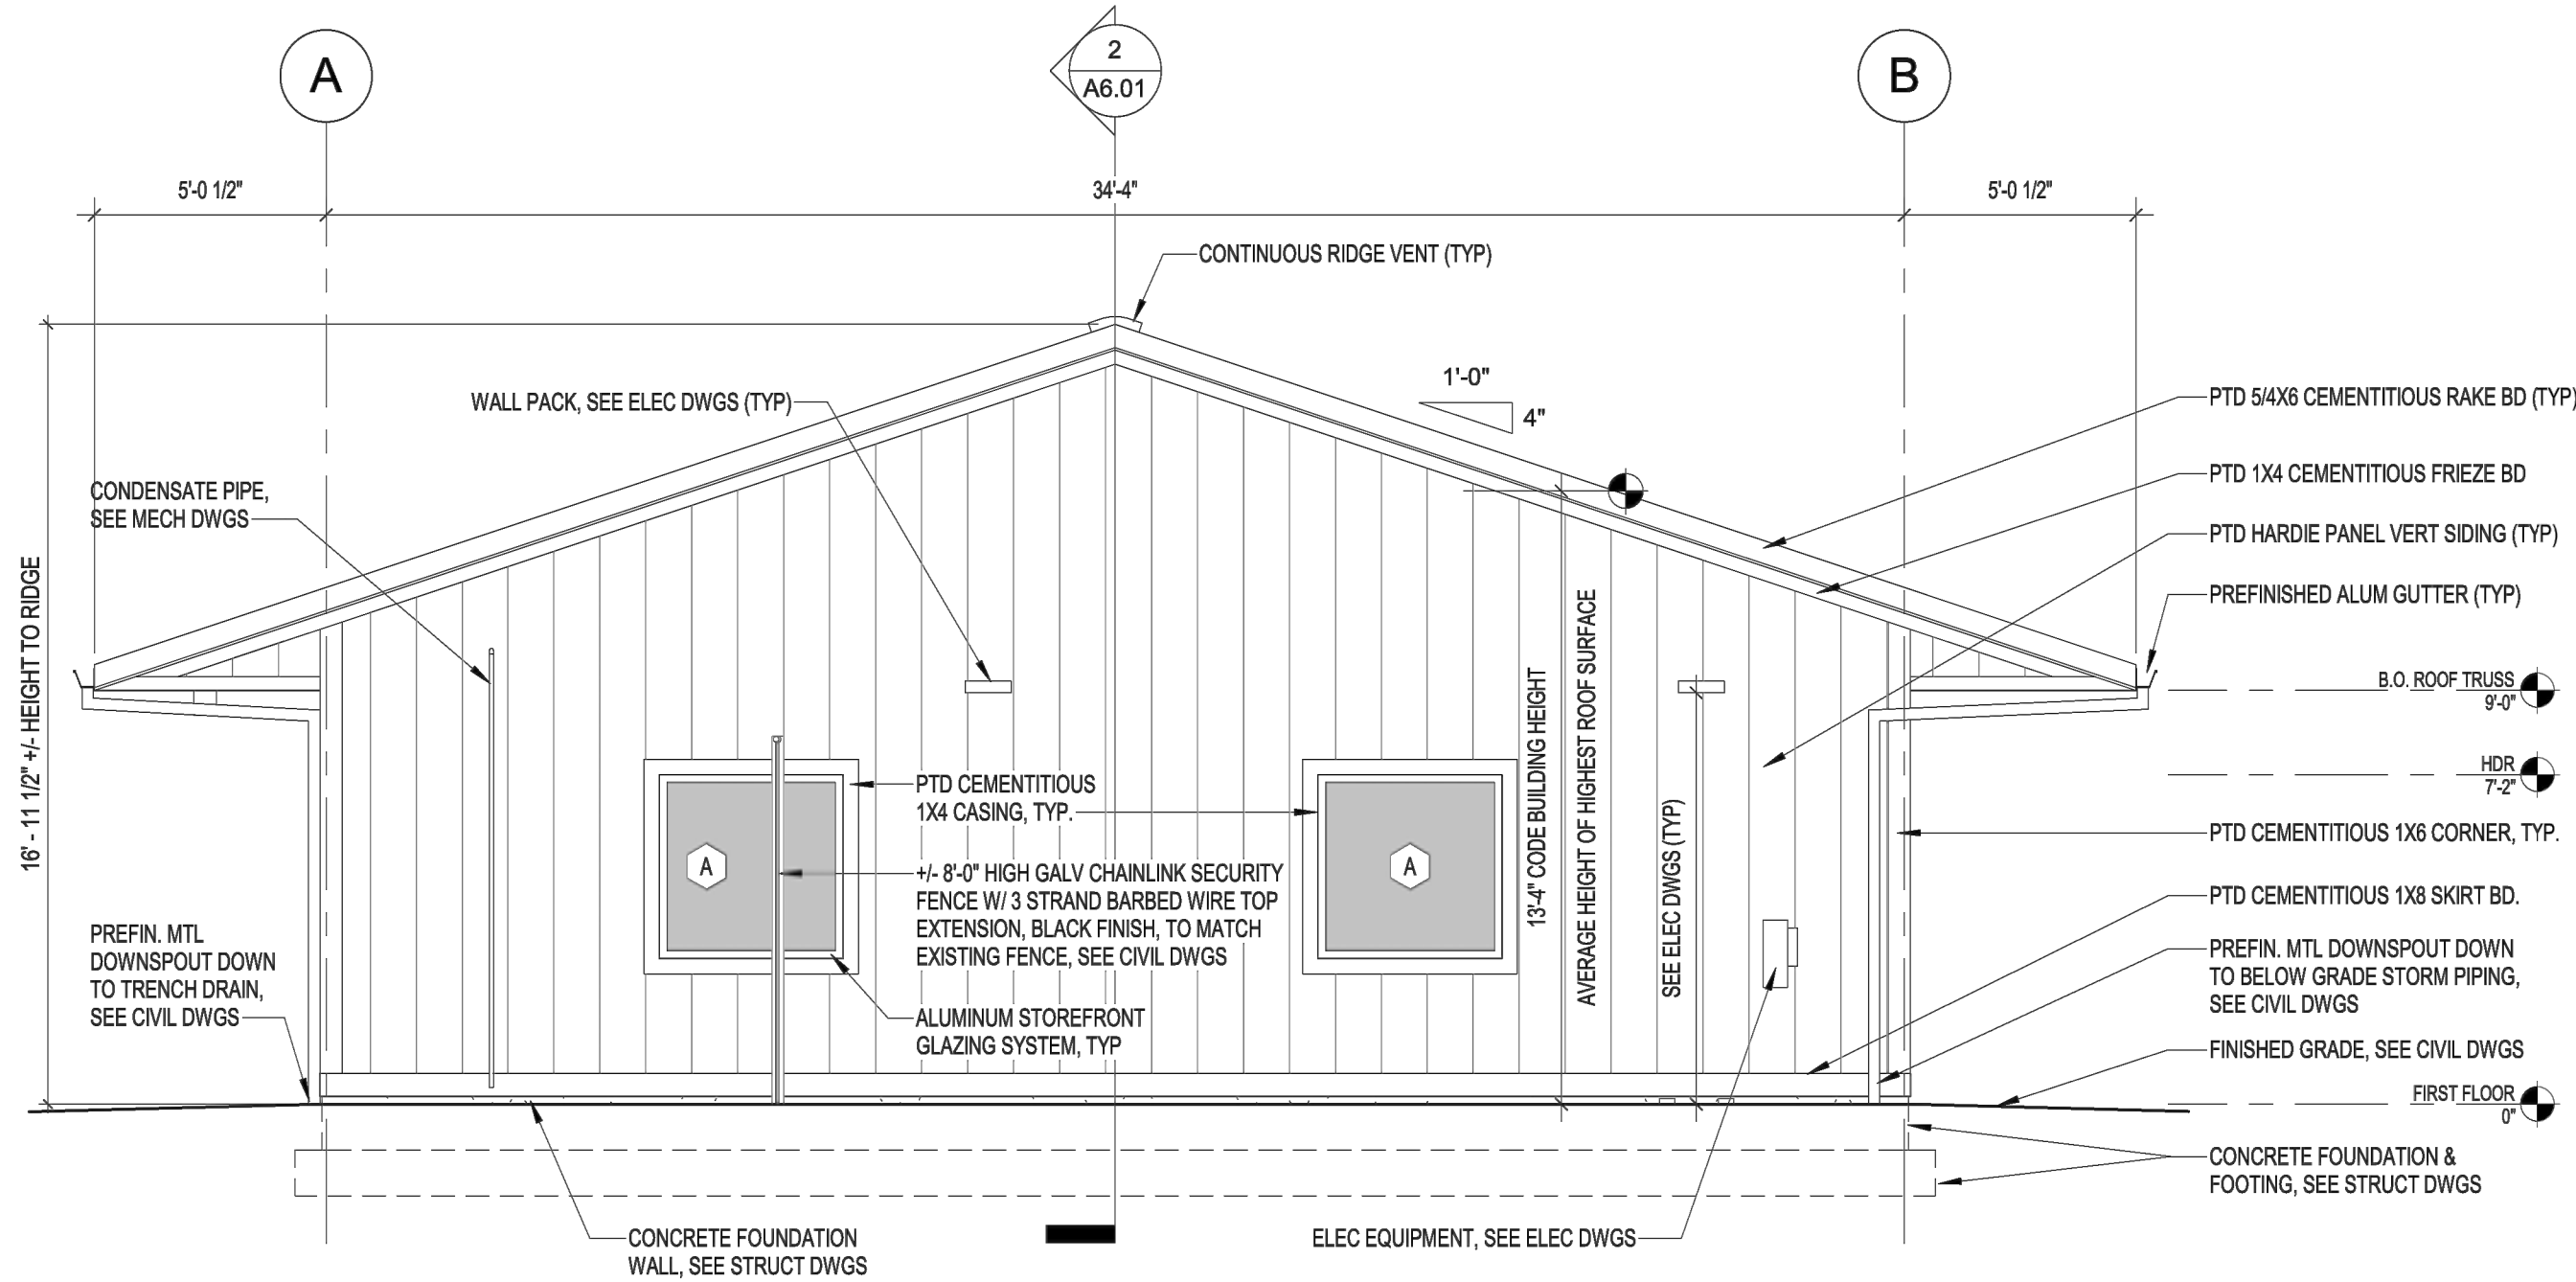 A
2
A6.01
B
5'-0 1/2"
34'-4"
5'-0 1/2"
CONTINUOUS RIDGE VENT (TYP)
1'-0"
4"
WALL PACK, SEE ELEC DWGS (TYP)
PTD 5/4X6 CEMENTITIOUS RAKE BD (TYP)
PTD 1X4 CEMENTITIOUS FRIEZE BD
CONDENSATE PIPE,
SEE MECH DWGS
PTD HARDIE PANEL VERT SIDING (TYP)
PREFINISHED ALUM GUTTER (TYP)
16' - 11 1/2" +/- HEIGHT TO RIDGE
13'-4" CODE BUILDING HEIGHT
AVERAGE HEIGHT OF HIGHEST ROOF SURFACE
SEE ELEC DWGS (TYP)
B.O. ROOF TRUSS
9'-0"
HDR
7'-2"
PTD CEMENTITIOUS
1X4 CASING, TYP.
A
A
+/- 8'-0" HIGH GALV CHAINLINK SECURITY
FENCE W/ 3 STRAND BARBED WIRE TOP
EXTENSION, BLACK FINISH, TO MATCH
EXISTING FENCE, SEE CIVIL DWGS
PTD CEMENTITIOUS 1X6 CORNER, TYP.
PTD CEMENTITIOUS 1X8 SKIRT BD.
PREFIN. MTL
DOWNSPOUT DOWN
TO TRENCH DRAIN,
SEE CIVIL DWGS
PREFIN. MTL DOWNSPOUT DOWN
TO BELOW GRADE STORM PIPING,
SEE CIVIL DWGS
ALUMINUM STOREFRONT
GLAZING SYSTEM, TYP
FINISHED GRADE, SEE CIVIL DWGS
FIRST FLOOR
0"
CONCRETE FOUNDATION &
FOOTING, SEE STRUCT DWGS
CONCRETE FOUNDATION
WALL, SEE STRUCT DWGS
ELEC EQUIPMENT, SEE ELEC DWGS